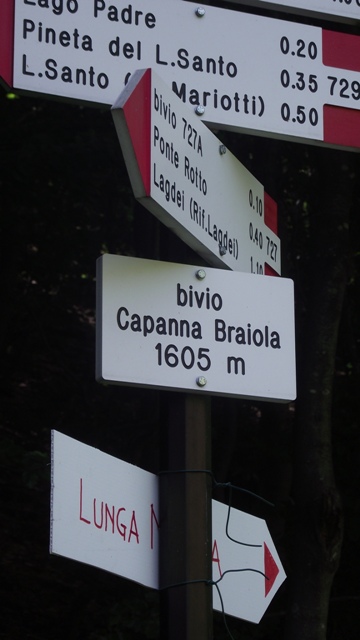 Lago Padre 0.20
Pineta del L.Santo 0.35 729
L.Santo Mariotti) 0.50
bivio 727A 0.10
Ponte Rotto 0.40 727
Lagdei (Rif.Lagdei) 1.10
bivio
Capanna Braiola
1605 m
LUNGA